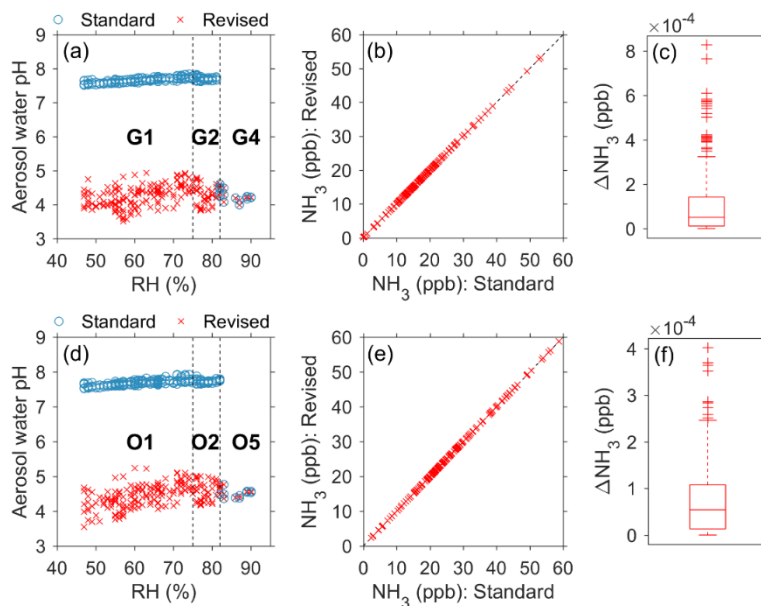 Standard Revised
(a)
9
8
7
6
5
4
3
Aerosol water pH
G1 G2 G4
40 50 60 70 80 90
RH (%)
(b)
60
50
40
30
20
10
0
NH3 (ppb): Revised
0 10 20 30 40 50 60
NH3 (ppb): Standard
×10-4
(c)
8
6
4
2
0
ΔNH3 (ppb)
Standard Revised
(d)
9
8
7
6
5
4
3
Aerosol water pH
O1 O2 O5
40 50 60 70 80 90
RH (%)
(e)
60
50
40
30
20
10
0
NH3 (ppb): Revised
0 10 20 30 40 50 60
NH3 (ppb): Standard
×10-4
(f)
4
3
2
1
0
ΔNH3 (ppb)